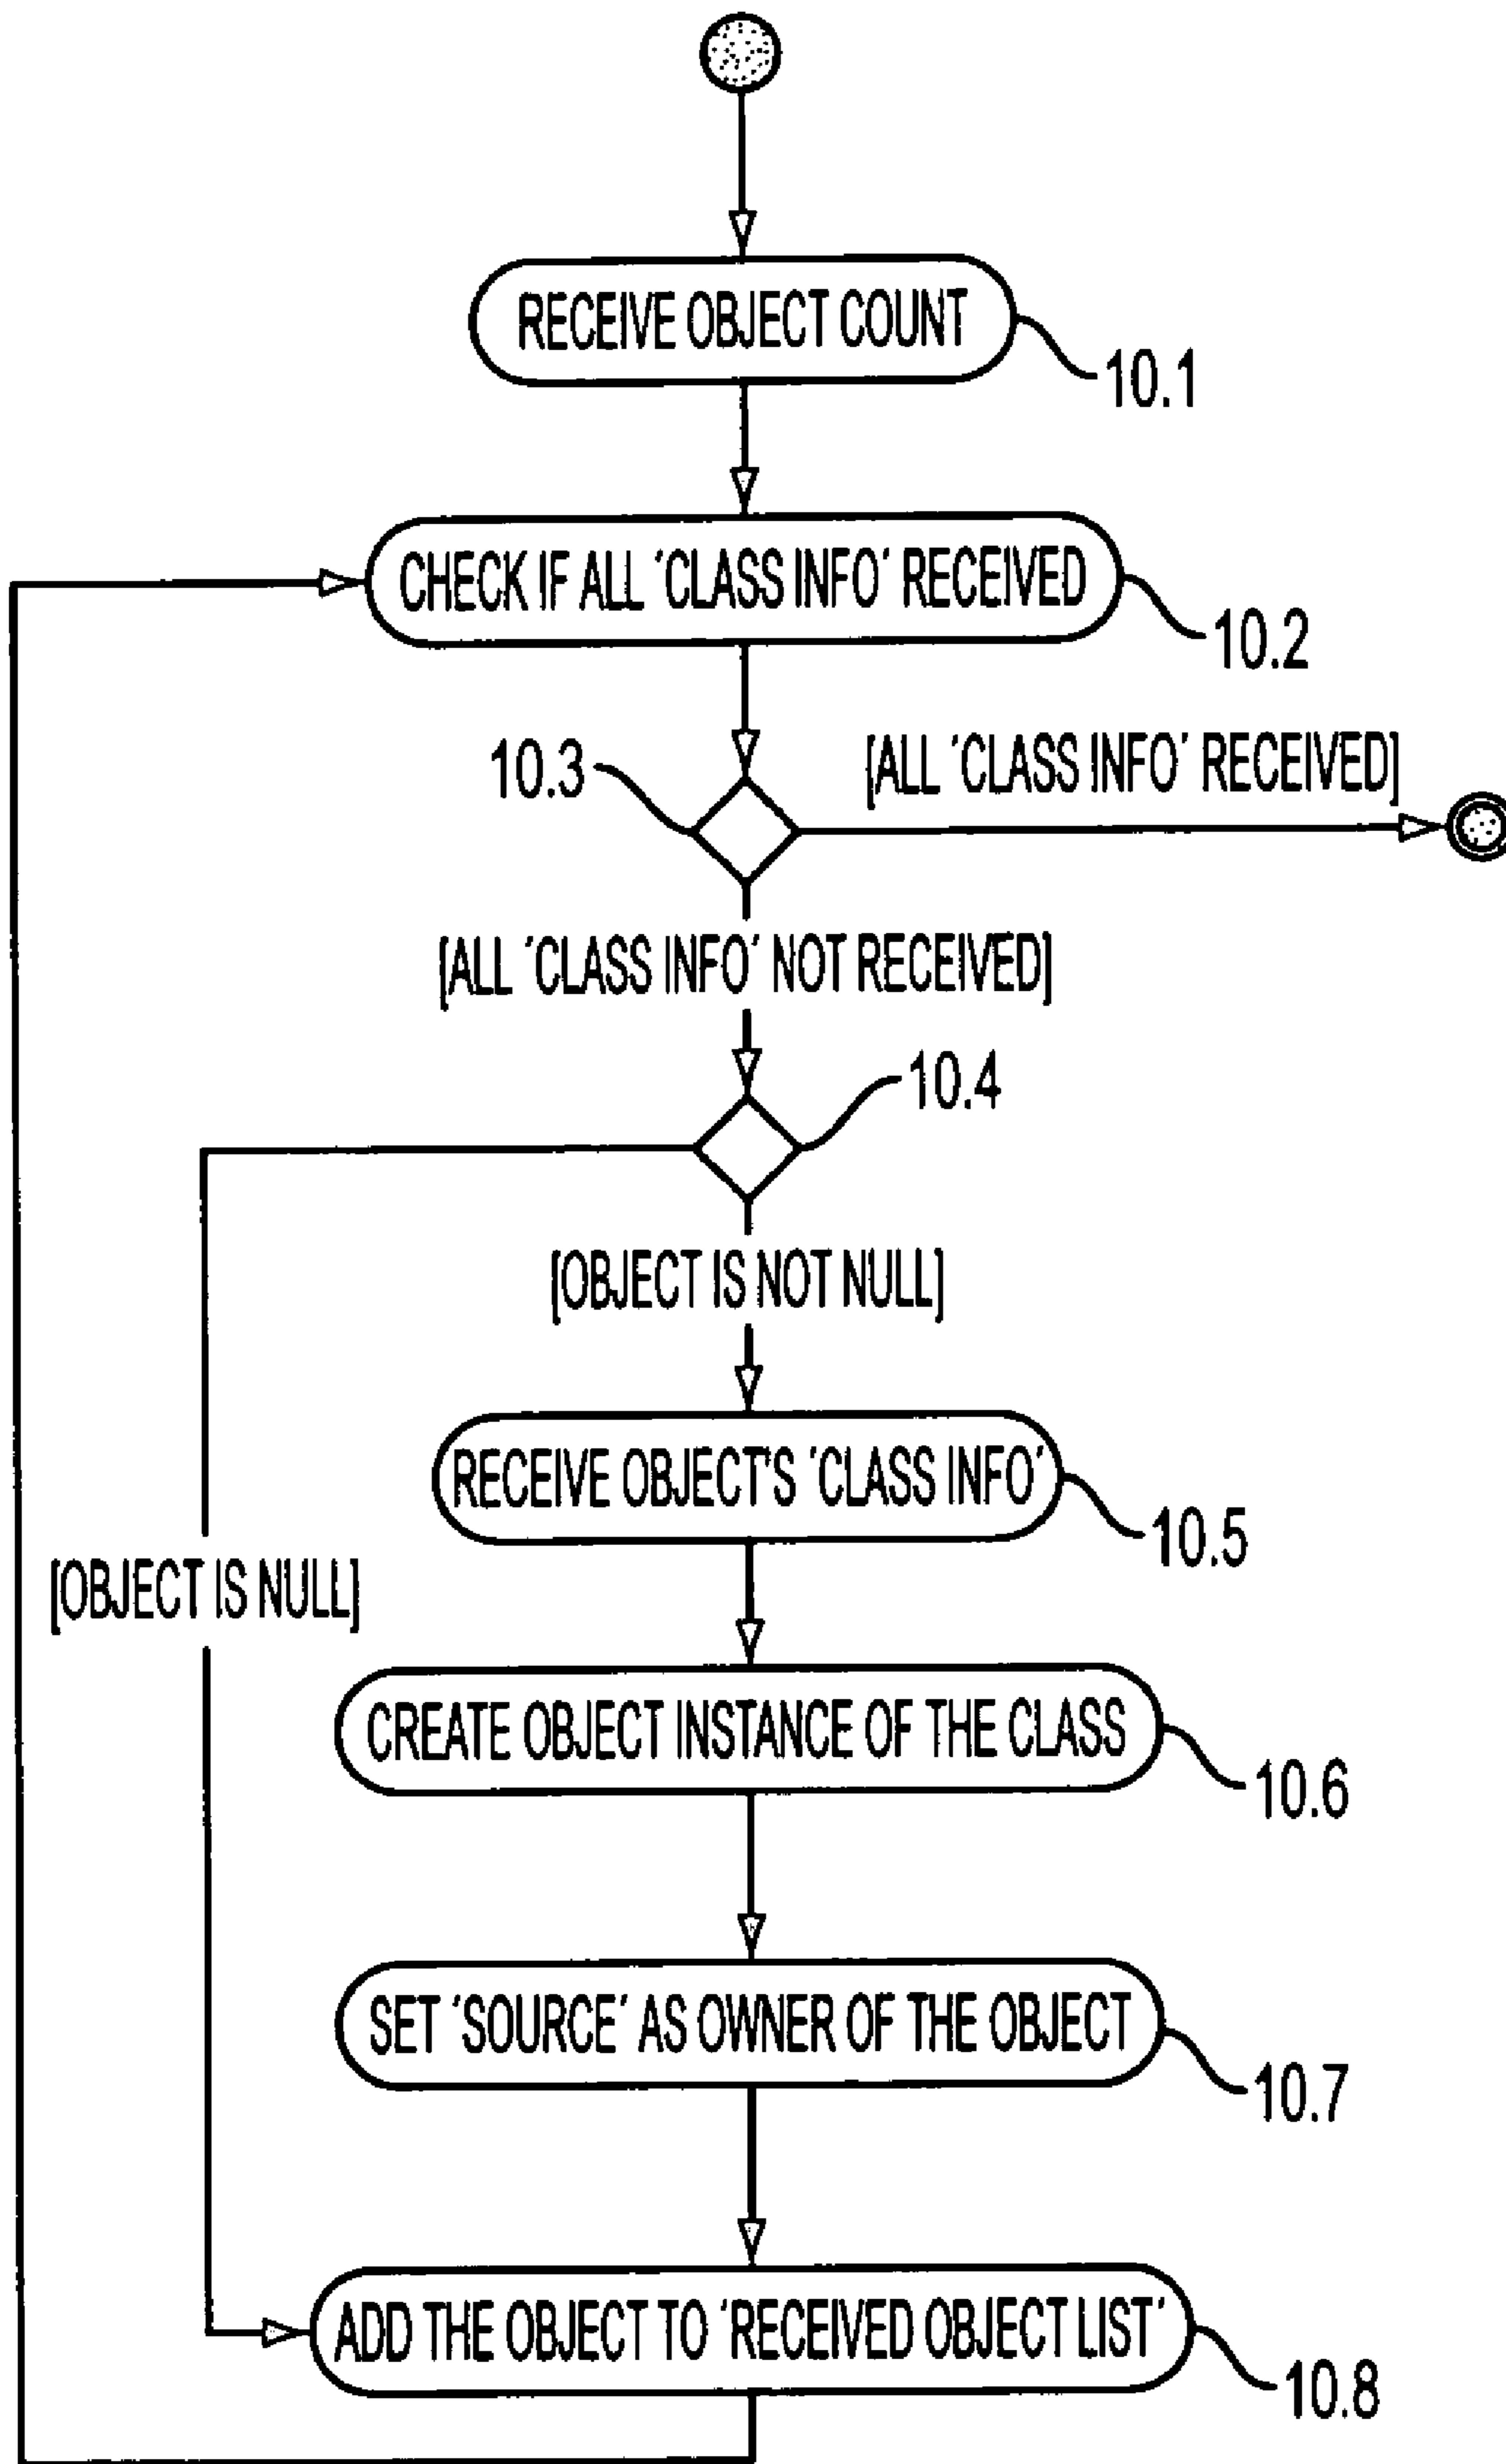 RECEIVE OBJECT COUNT
10.1
CHECK IF ALL 'CLASS INFO' RECEIVED
10.2
10.3
[ALL 'CLASS INFO' RECEIVED]
[ALL 'CLASS INFO' NOT RECEIVED]
10.4
[OBJECT IS NOT NULL]
RECEIVE OBJECT'S 'CLASS INFO'
10.5
[OBJECT IS NULL]
CREATE OBJECT INSTANCE OF THE CLASS
10.6
SET 'SOURCE' AS OWNER OF THE OBJECT
10.7
ADD THE OBJECT TO 'RECEIVED OBJECT LIST'
10.8